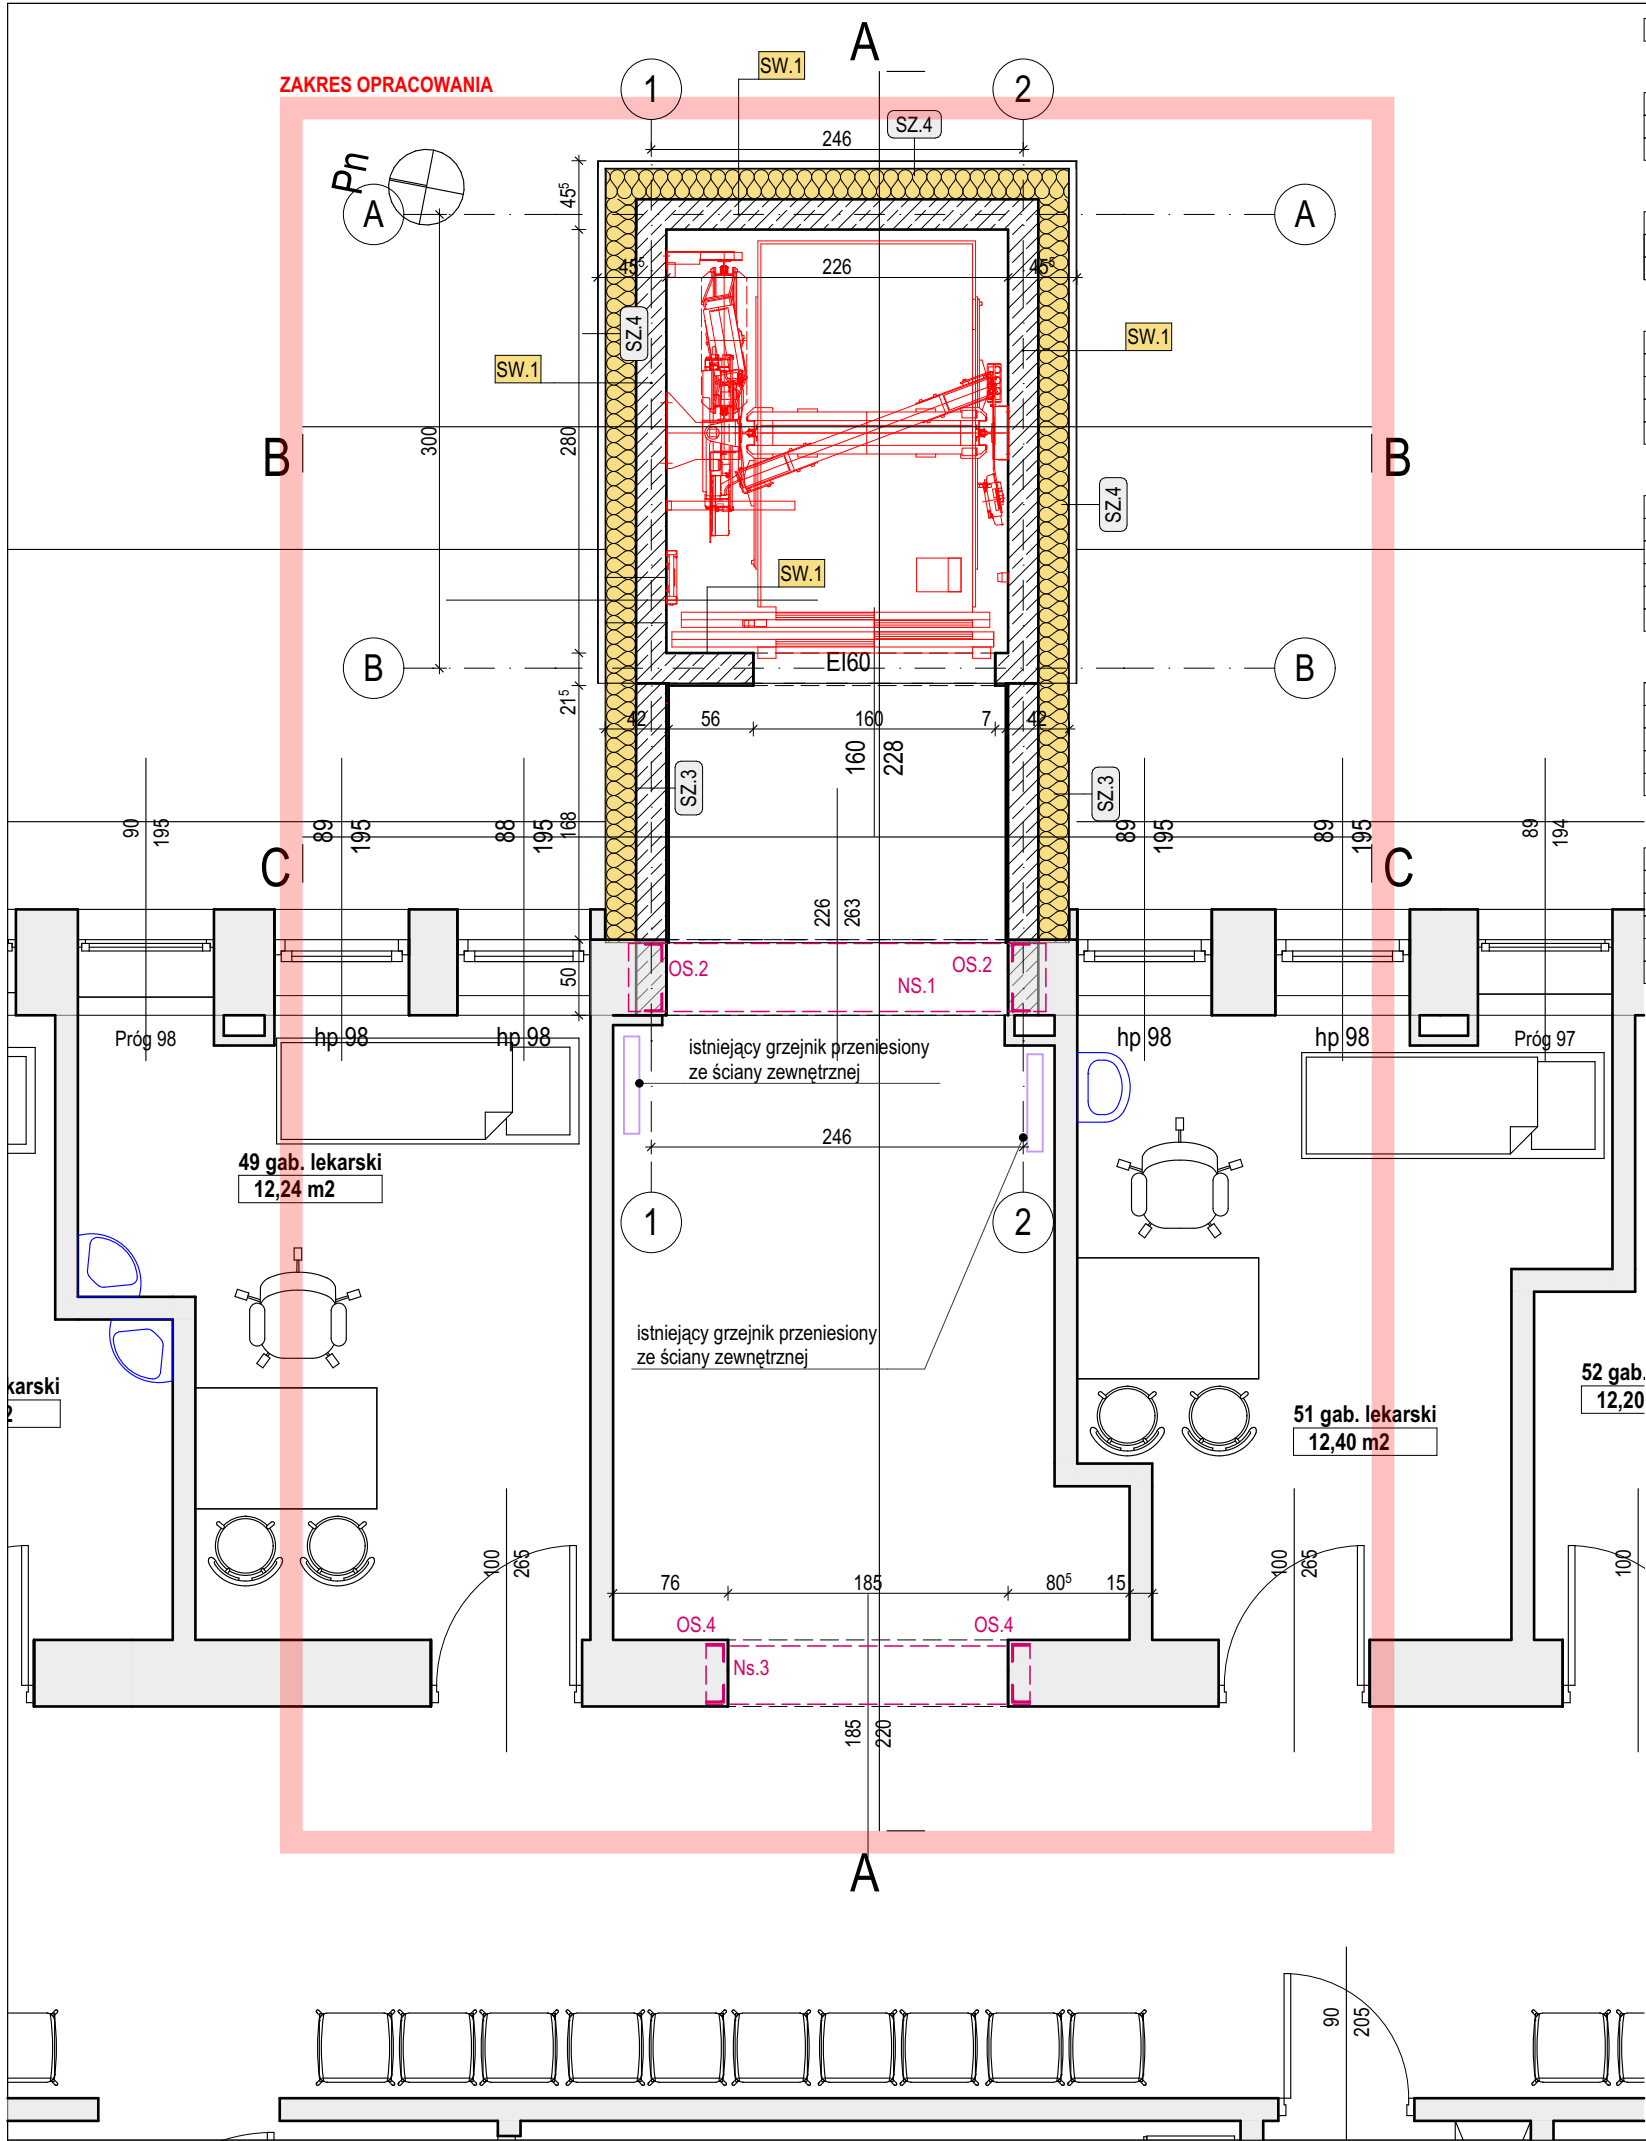 A
SW.1
ZAKRES OPRACOWANIA
1
2
SZ.4
246
Pn
A
A
45⁵
45⁵
226
45⁵
SZ.4
SW.1
SW.1
300
280
B
B
SZ.4
SW.1
B
EI60
B
21⁵
42
56
160
7
42
160
228
SZ.3
SZ.3
90
195
89
195
88
195
168
89
195
89
195
89
194
C
C
226
263
OS.2
OS.2
NS.1
50
Próg 98
hp 98
hp 98
hp 98
hp 98
Próg 97
istniejący grzejnik przeniesiony
ze ściany zewnętrznej
246
49 gab. lekarski
12,24 m2
1
2
istniejący grzejnik przeniesiony
ze ściany zewnętrznej
karski
52 gab.
12,20
51 gab. lekarski
12,40 m2
100
265
100
265
100
76
185
80⁵
15
OS.4
OS.4
Ns.3
185
220
A
90
205